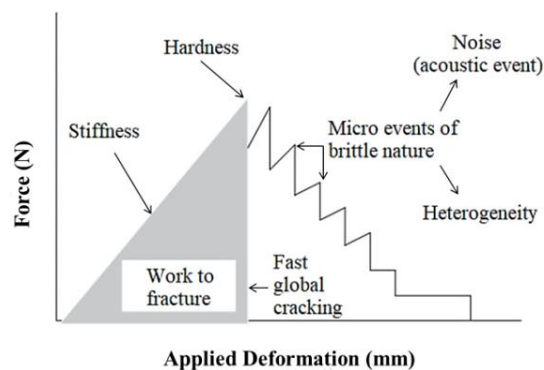 Hardness
Noise
(acoustic event)
Stiffness
Micro events of
brittle nature
Heterogeneity
Work to
fracture
Fast
global
cracking
Force (N)
Applied Deformation (mm)